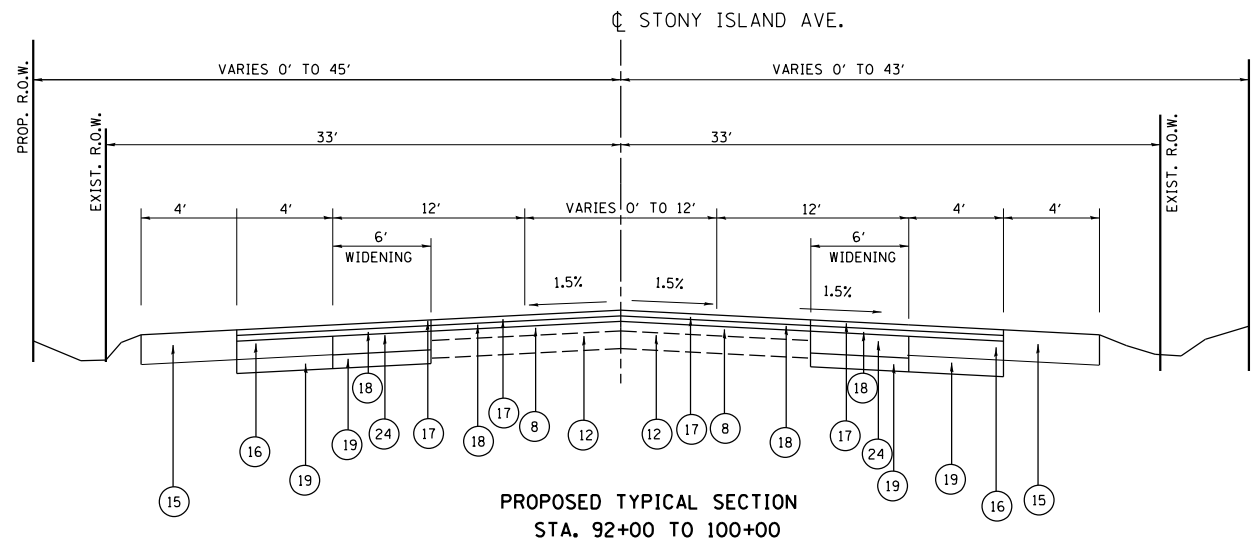 ℄ STONY ISLAND AVE.
VARIES 0' TO 45' VARIES 0' TO 43'
PROP. R.O.W.
EXIST. R.O.W.
33' 33'
EXIST. R.O.W.
4' 4' 12' VARIES 0' TO 12' 12' 4' 4'
6' 6'
WIDENING WIDENING
1.5% 1.5% 1.5%
18 18
17 17
8 12 12 17 8
24 17 18 18 17
19 19
16 24
19 19 19
15 16 15
PROPOSED TYPICAL SECTION
STA. 92+00 TO 100+00